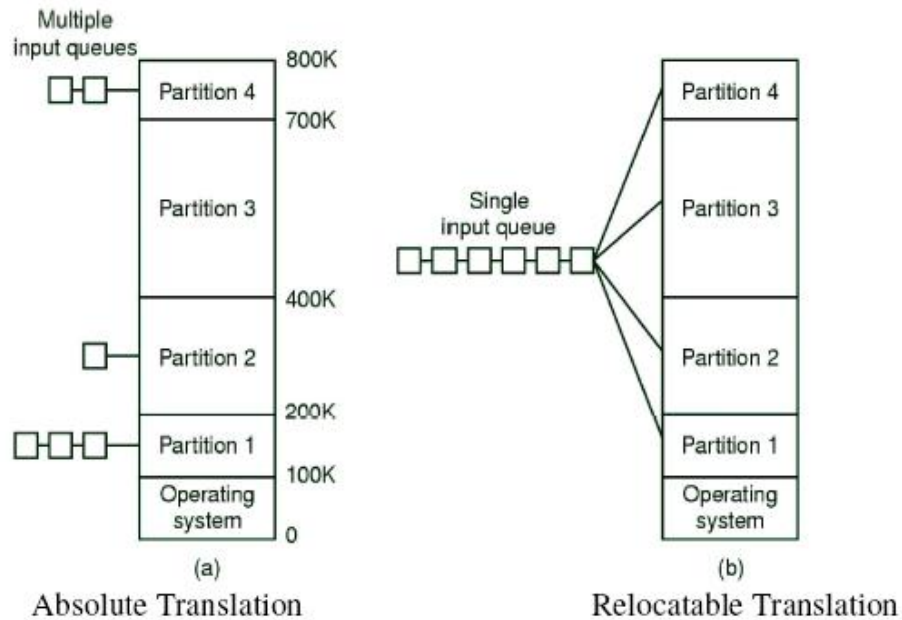 Multiple
input queues
800K
Partition 4
700K
Partition 3
400K
Partition 2
200K
Partition 1
100K
Operating
system
0
(a)
Absolute Translation
Single
input queue
Partition 4
Partition 3
Partition 2
Partition 1
Operating
system
(b)
Relocatable Translation